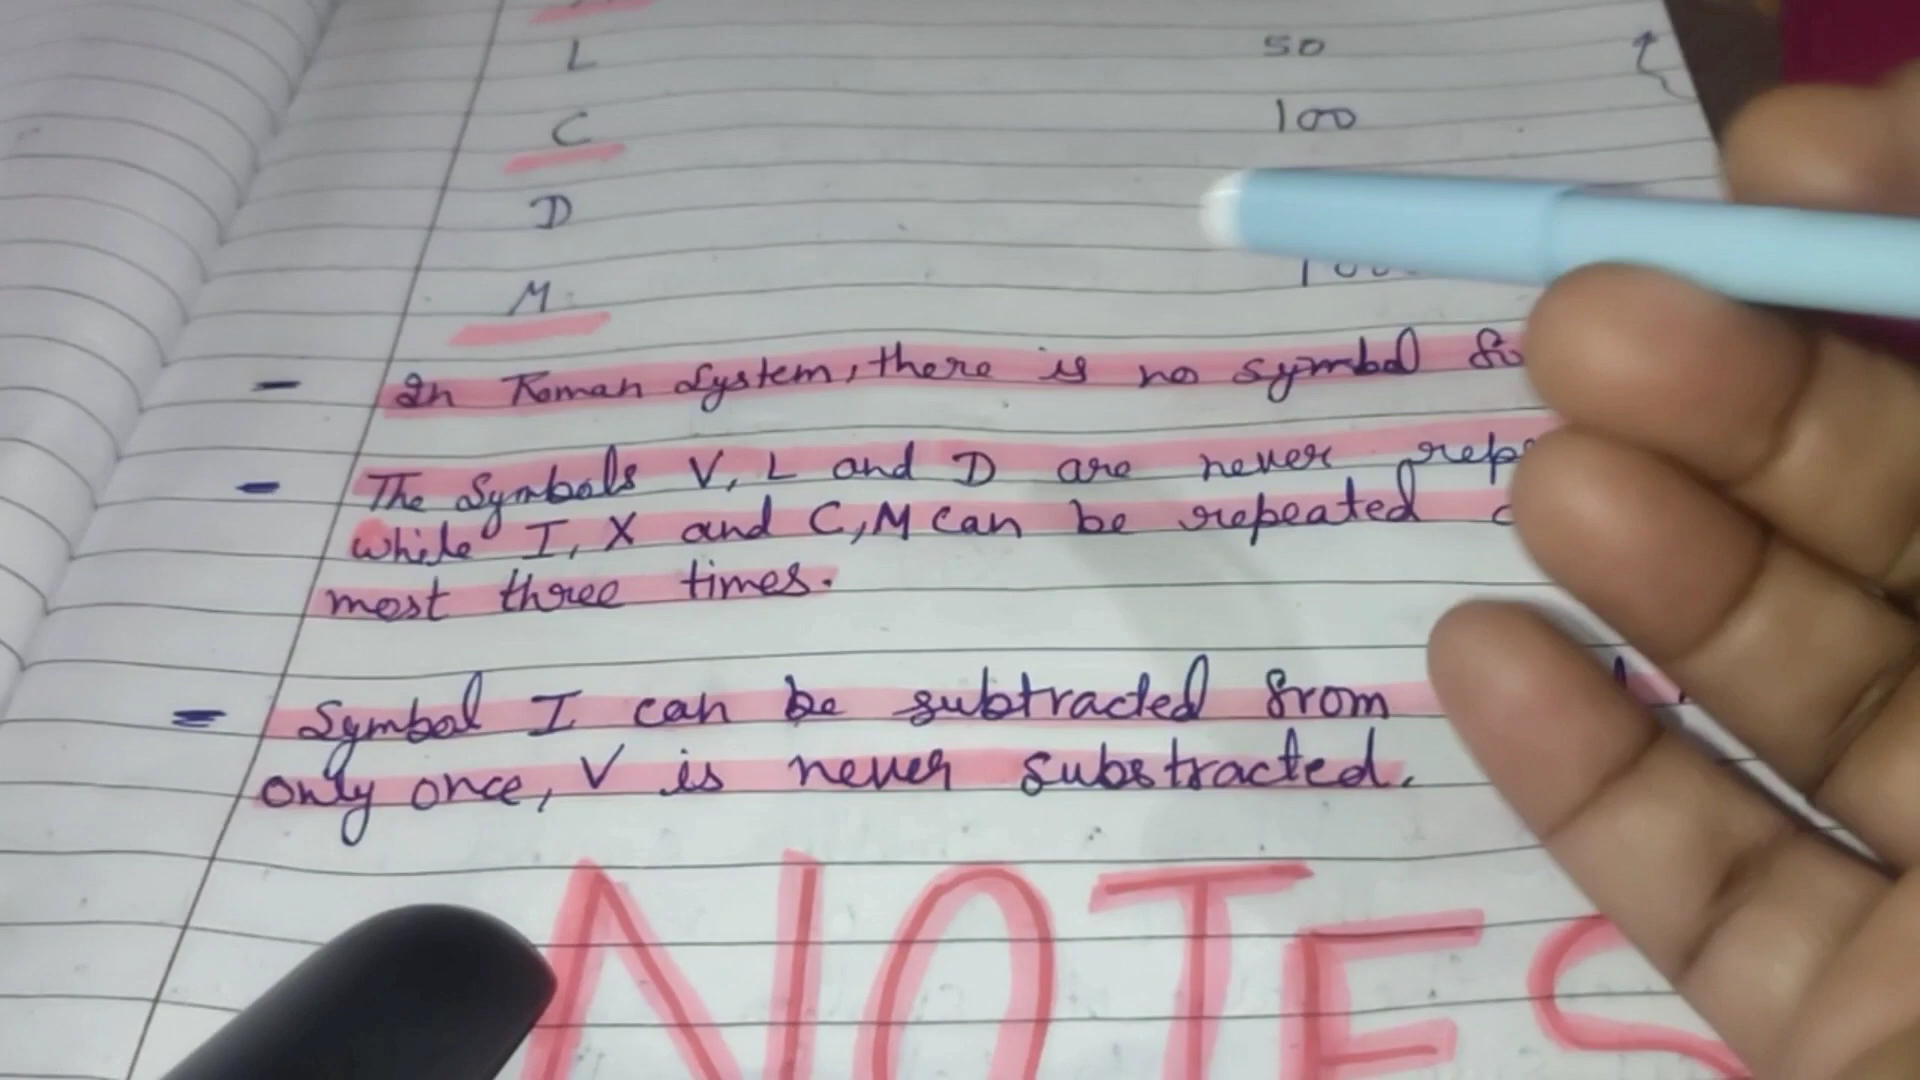 L 50
C 100
D
M
In Roman System, there is no symbol
The Symbols V, L and D are never
while I, X and C, M can be repeated
most three times.
Symbol I can be subtracted from
only once, V is never substracted.
NOTES